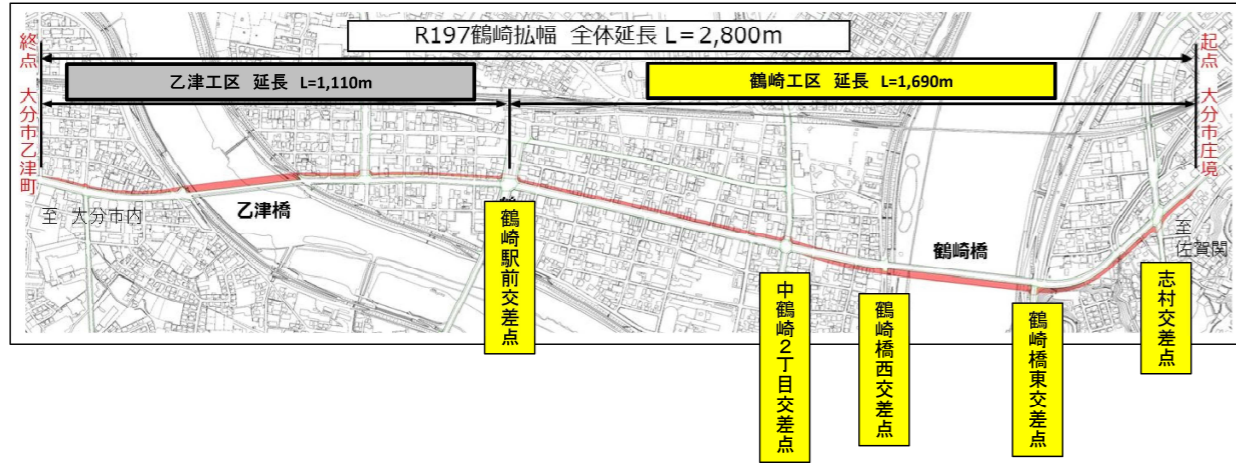 R197鶴崎拡幅 全体延長 L=2,800m
終点 大分市乙津町
乙津工区 延長 L=1,110m
鶴崎工区 延長 L=1,690m
起点 大分市庄境
至 大分市内
乙津橋
鶴崎駅前交差点
中鶴崎2丁目交差点
鶴崎橋西交差点
鶴崎橋
鶴崎橋東交差点
志村交差点
至 佐賀関